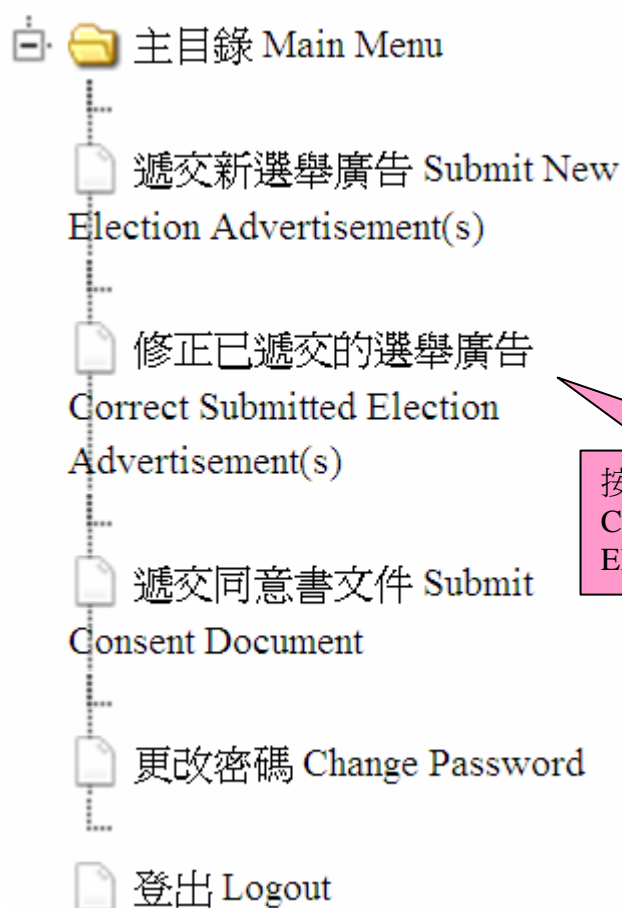 主目錄 Main Menu
遞交新選舉廣告 Submit New
Election Advertisement(s)
修正已遞交的選舉廣告
Correct Submitted Election
Advertisement(s)
按
遞交同意書文件 Submit
Consent Document
更改密碼 Change Password
登出 Logout